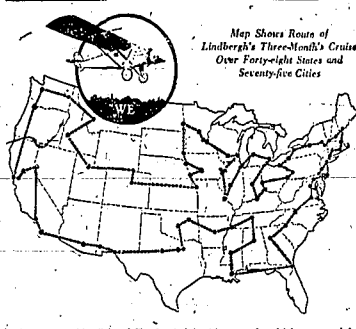 Map Shows Route of
Lindbergh's Three-Month's Cruise
Over Forty-eight States and
Seventy-five Cities
WE